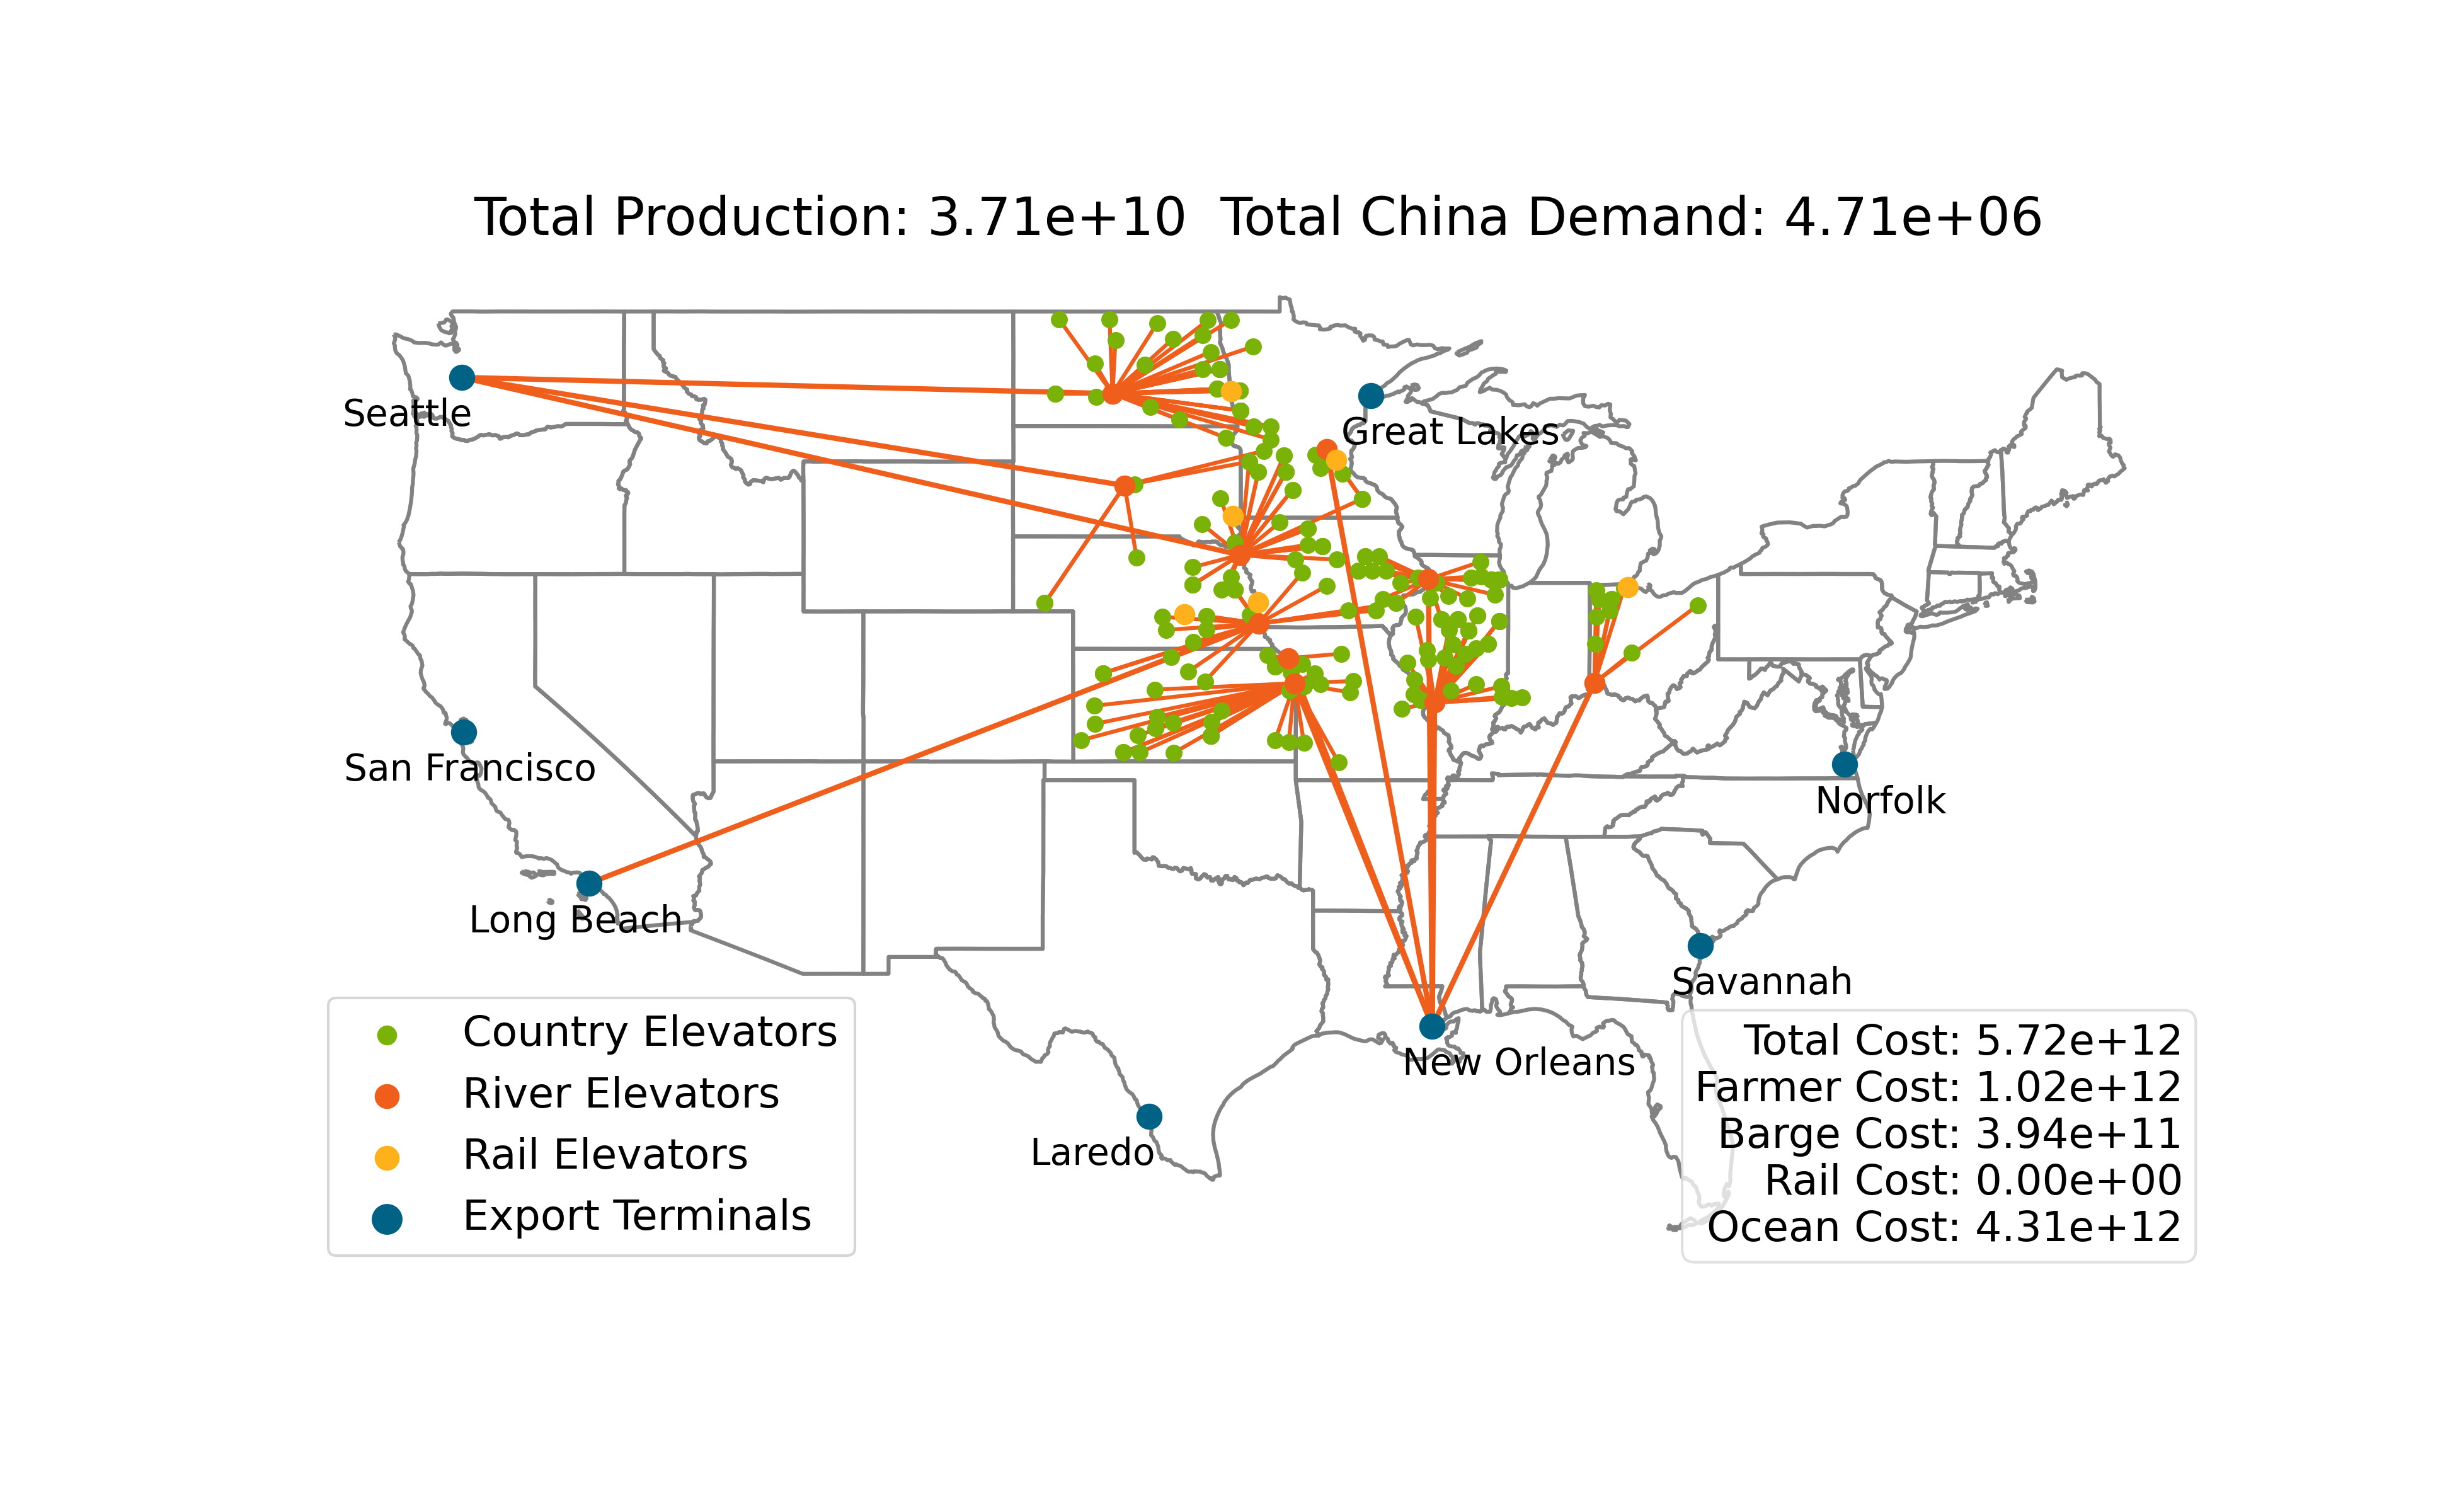 Total Production: 3.71e+10  Total China Demand: 4.71e+06
Seattle
Great Lakes
San Francisco
Norfolk
Long Beach
Savannah
New Orleans
Laredo
Country Elevators
River Elevators
Rail Elevators
Export Terminals
Total Cost: 5.72e+12
Farmer Cost: 1.02e+12
Barge Cost: 3.94e+11
Rail Cost: 0.00e+00
Ocean Cost: 4.31e+12